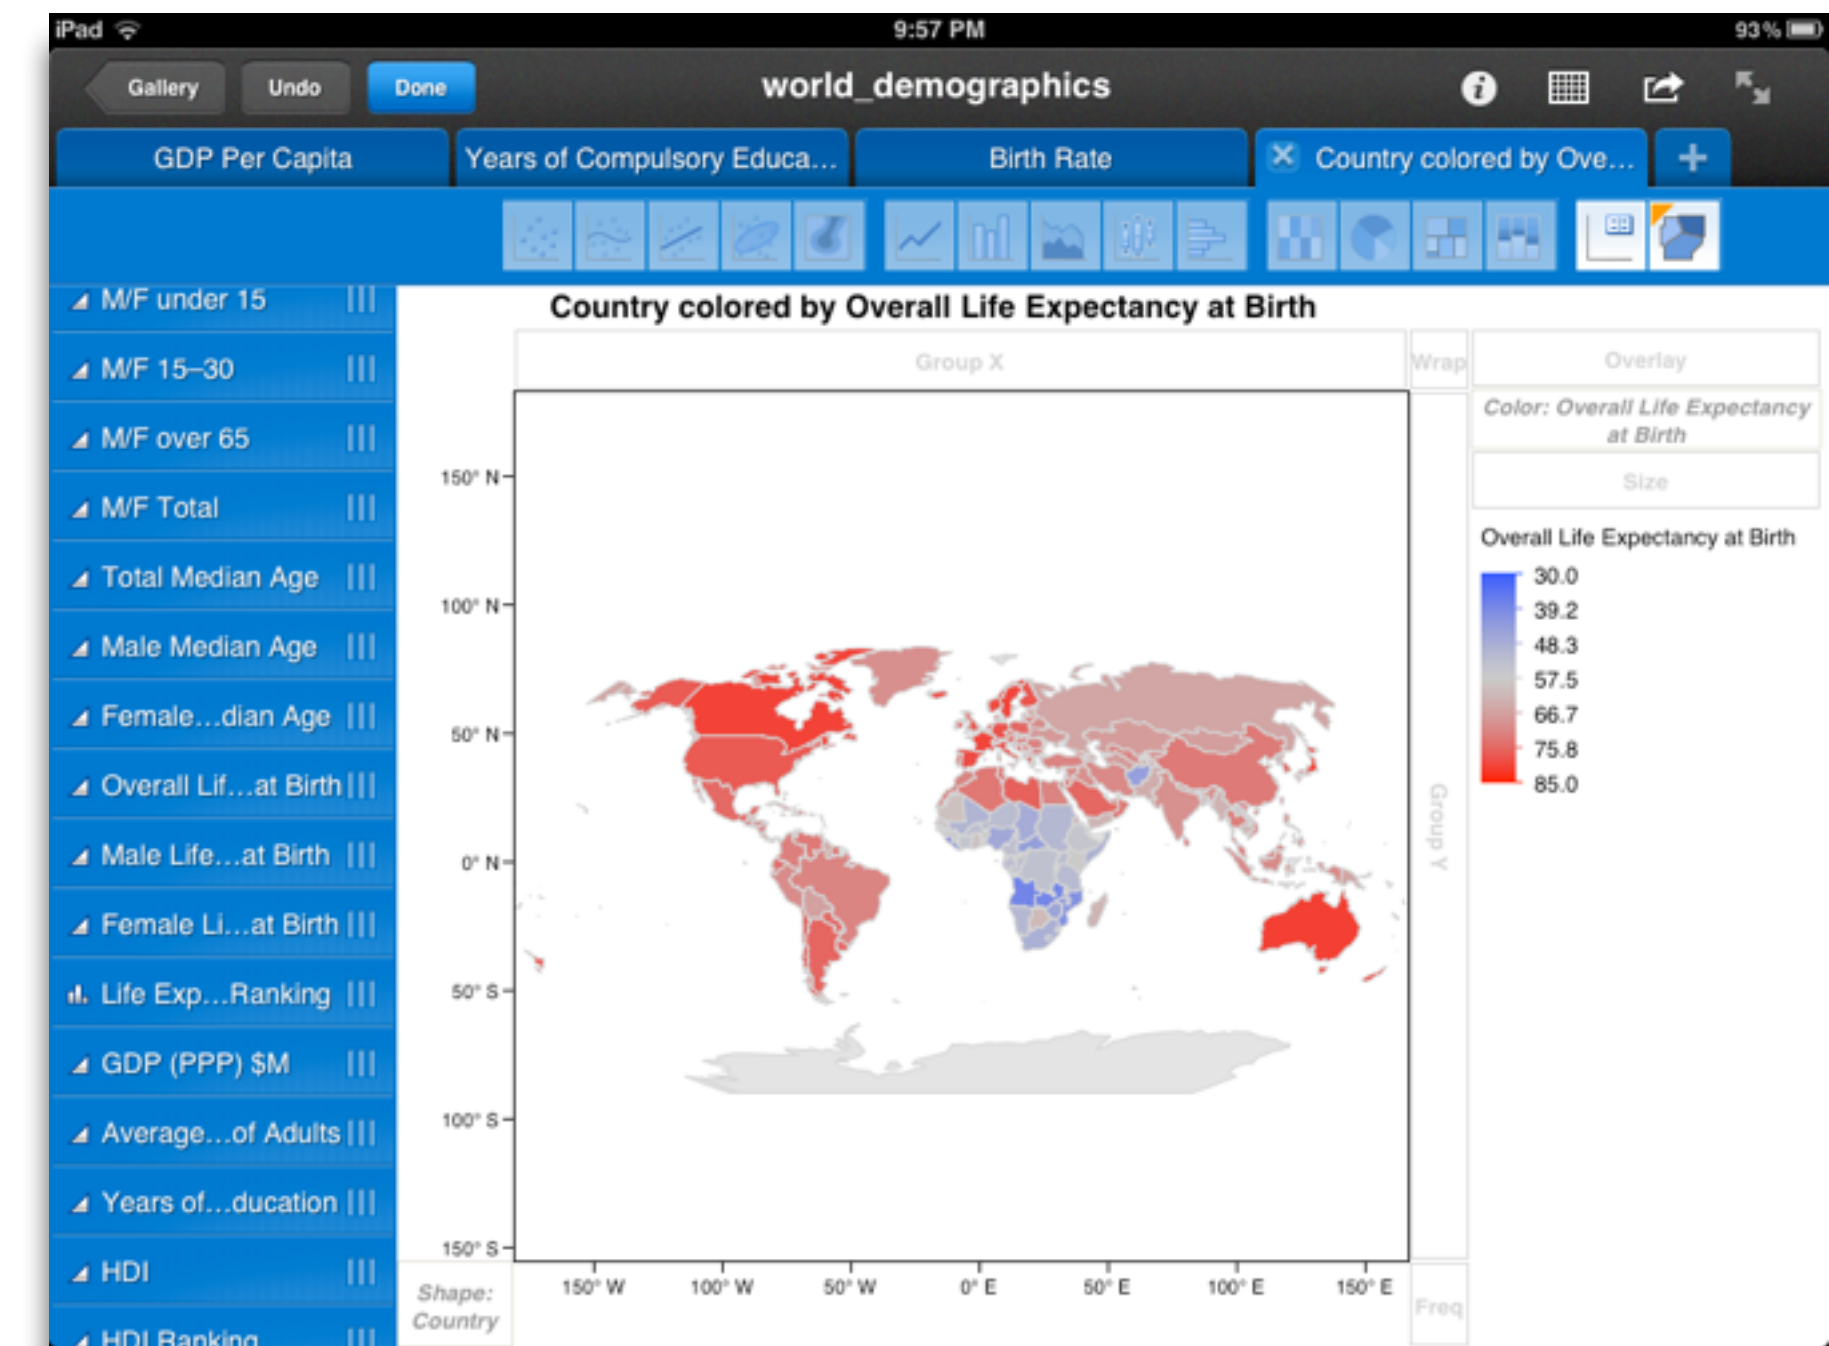 iPad 9:57 PM 93%
Gallery Undo Done world_demographics
GDP Per Capita Years of Compulsory Educa... Birth Rate Country colored by Ove...
M/F under 15
M/F 15–30
M/F over 65
M/F Total
Total Median Age
Male Median Age
Female...dian Age
Overall Lif...at Birth
Male Life...at Birth
Female Li...at Birth
Life Exp...Ranking
GDP (PPP) $M
Average...of Adults
Years of...ducation
HDI
HDI Ranking
Country colored by Overall Life Expectancy at Birth
Group X
Wrap
Overlay
Color: Overall Life Expectancy
at Birth
Size
Overall Life Expectancy at Birth
30.0
39.2
48.3
57.5
66.7
75.8
85.0
Group Y
150° N
100° N
50° N
0° N
50° S
100° S
150° S
150° W 100° W 50° W 0° E 50° E 100° E 150° E
Shape:
Country
Freq